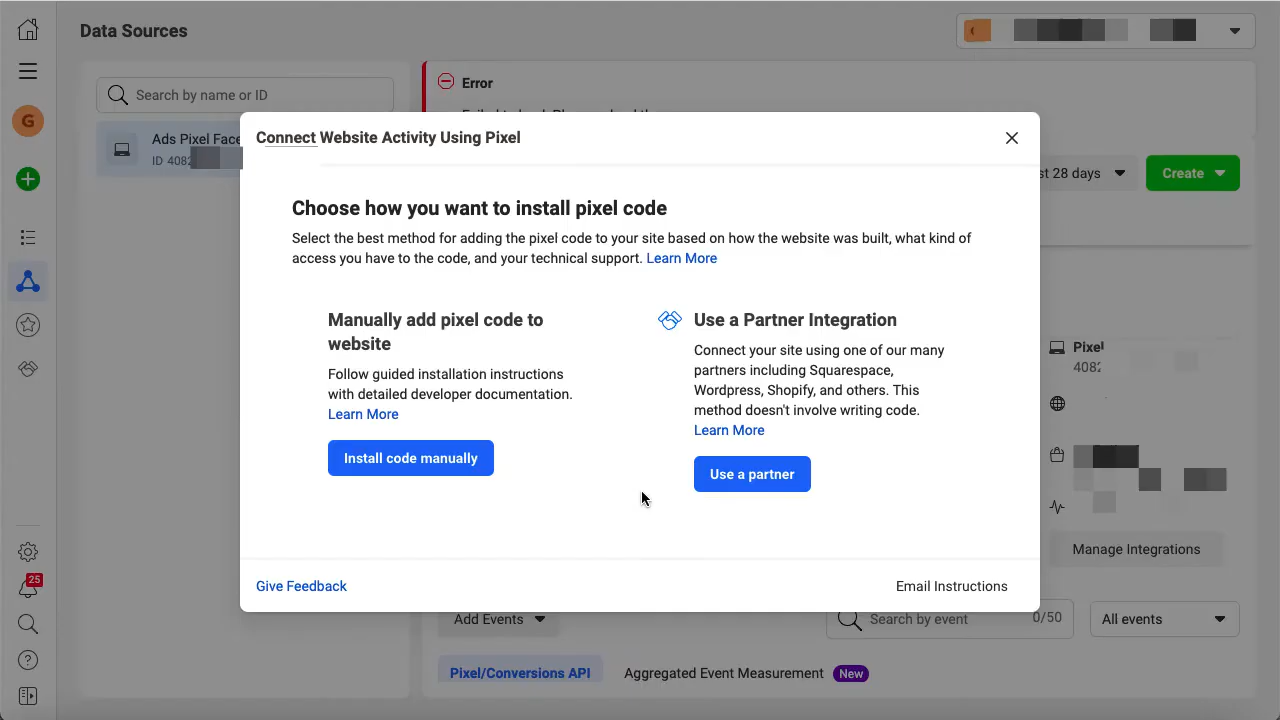 Data Sources
Search by name or ID
G
Ads Pixel Face
ID 4082
Error
st 28 days
Create
Connect Website Activity Using Pixel
Choose how you want to install pixel code
Select the best method for adding the pixel code to your site based on how the website was built, what kind of
access you have to the code, and your technical support. Learn More
Manually add pixel code to
website
Follow guided installation instructions
with detailed developer documentation.
Learn More
Install code manually
Use a Partner Integration
Connect your site using one of our many
partners including Squarespace,
Wordpress, Shopify, and others. This
method doesn't involve writing code.
Learn More
Use a partner
Give Feedback
Email Instructions
Pixel
4082
Manage Integrations
25
Add Events
Search by event
0/50
All events
Pixel/Conversions API
Aggregated Event Measurement
New